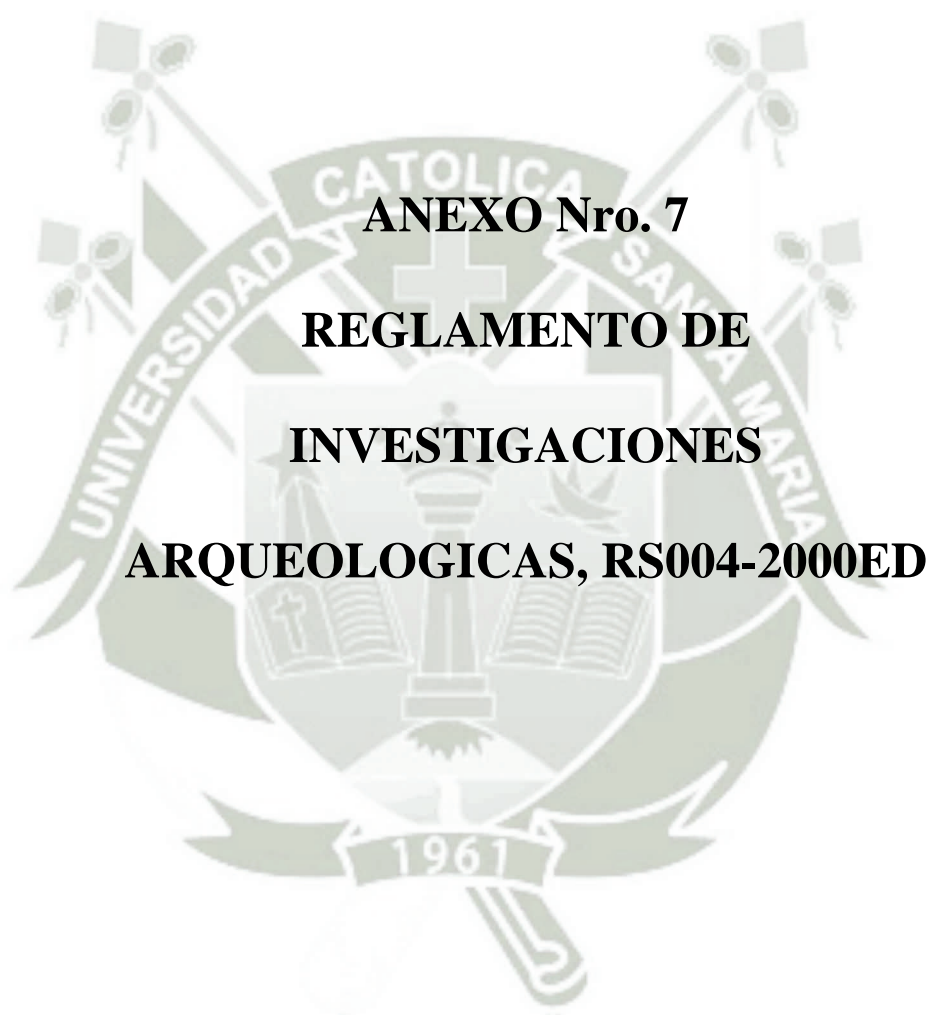 ANEXO Nro. 7
REGLAMENTO DE
INVESTIGACIONES
ARQUEOLOGICAS, RS004-2000ED
UNIVERSIDAD CATOLICA SANTA MARIA
1961